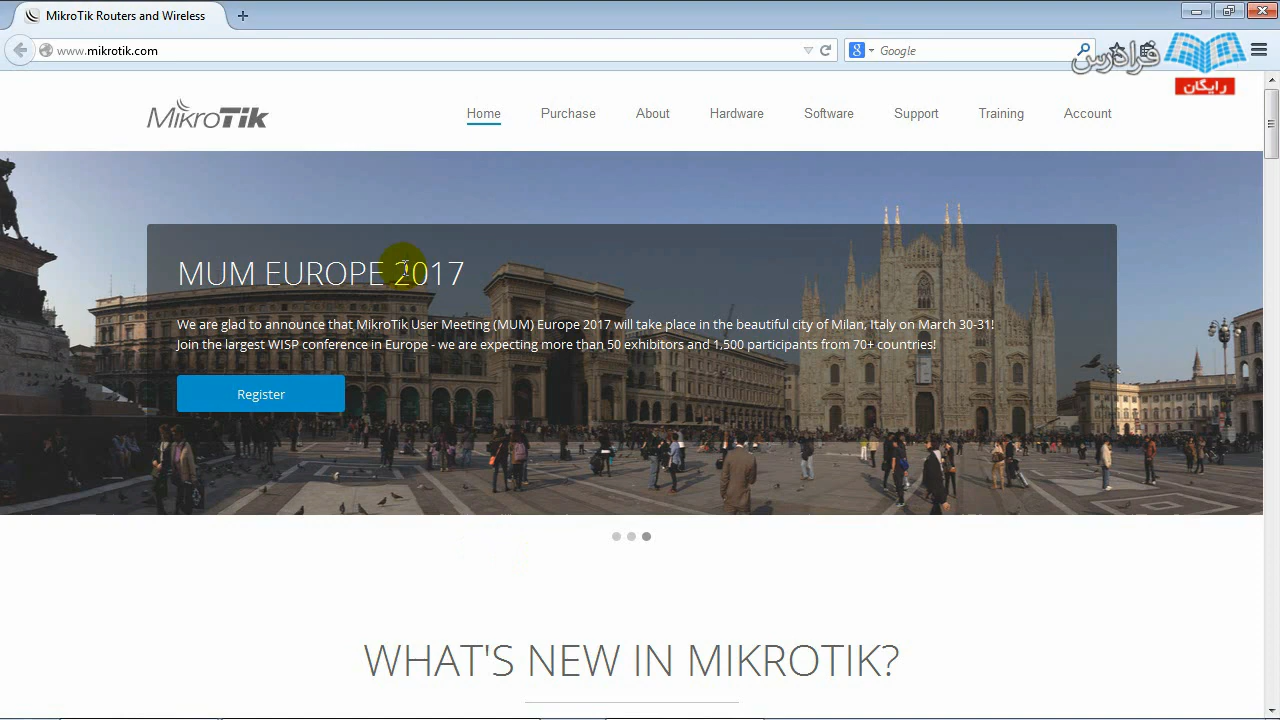 MikroTik Routers and Wireless
www.mikrotik.com
Google
فرادرس
رایگان
MikroTik
Home Purchase About Hardware Software Support Training Account
MUM EUROPE 2017
We are glad to announce that MikroTik User Meeting (MUM) Europe 2017 will take place in the beautiful city of Milan, Italy on March 30-31!
Join the largest WISP conference in Europe - we are expecting more than 50 exhibitors and 1,500 participants from 70+ countries!
Register
WHAT'S NEW IN MIKROTIK?